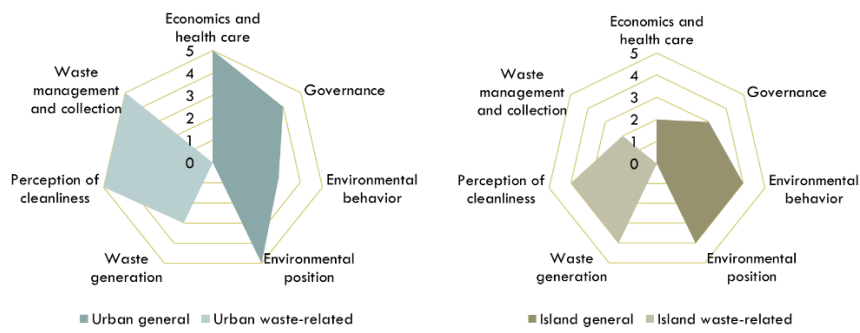 Economics and
health care
5
4
3
2
1
0
Waste
management
and collection
Governance
Perception of
cleanliness
Environmental
behavior
Waste
generation
Environmental
position
Urban general
Urban waste-related
Economics and
health care
5
4
3
2
1
0
Waste
management
and collection
Governance
Perception of
cleanliness
Environmental
behavior
Waste
generation
Environmental
position
Island general
Island waste-related